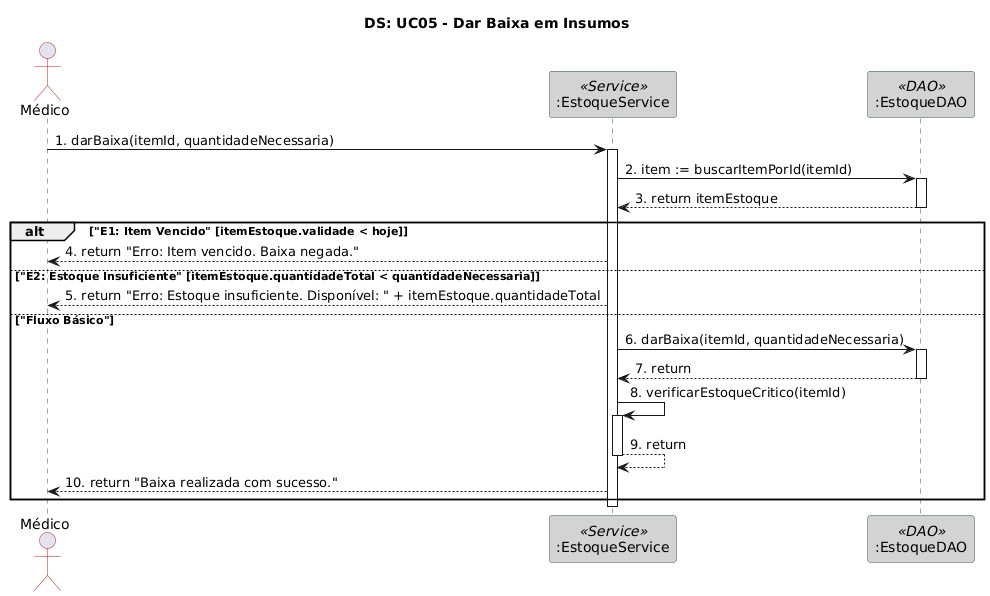 DS: UC05 - Dar Baixa em Insumos
Médico
«Service»
:EstoqueService
«DAO»
:EstoqueDAO
1. darBaixa(itemId, quantidadeNecessaria)
2. item := buscarItemPorId(itemId)
3. return itemEstoque
alt ["E1: Item Vencido" [itemEstoque.validade < hoje]]
4. return "Erro: Item vencido. Baixa negada."
["E2: Estoque Insuficiente" [itemEstoque.quantidadeTotal < quantidadeNecessaria]]
5. return "Erro: Estoque insuficiente. Disponível: " + itemEstoque.quantidadeTotal
["Fluxo Básico"]
6. darBaixa(itemId, quantidadeNecessaria)
7. return
8. verificarEstoqueCritico(itemId)
9. return
10. return "Baixa realizada com sucesso."
Médico
«Service»
:EstoqueService
«DAO»
:EstoqueDAO